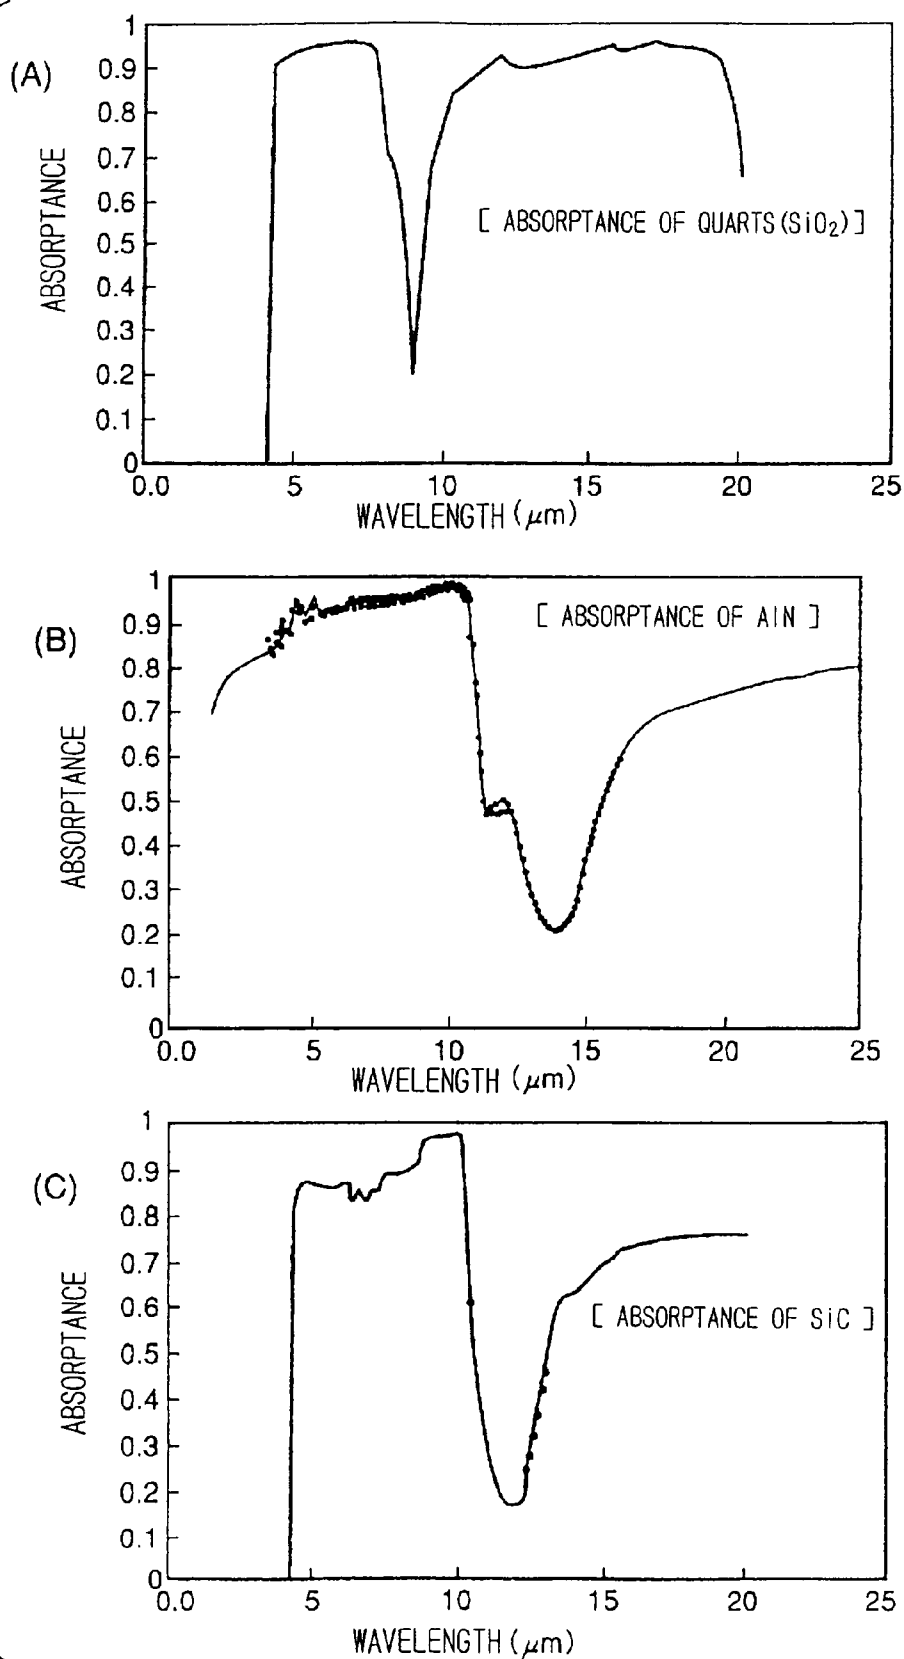 (A)
1
0.9
0.8
0.7
0.6
0.5
0.4
0.3
0.2
0.1
0
ABSORPTANCE
[ ABSORPTANCE OF QUARTS(SiO₂)]
0.0 5 10 15 20 25
WAVELENGTH (μm)
(B)
1
0.9
0.8
0.7
0.6
0.5
0.4
0.3
0.2
0.1
0
ABSORPTANCE
[ ABSORPTANCE OF AlN ]
0.0 5 10 15 20 25
WAVELENGTH (μm)
(C)
1
0.9
0.8
0.7
0.6
0.5
0.4
0.3
0.2
0.1
0
ABSORPTANCE
[ ABSORPTANCE OF SiC ]
0.0 5 10 15 20 25
WAVELENGTH (μm)